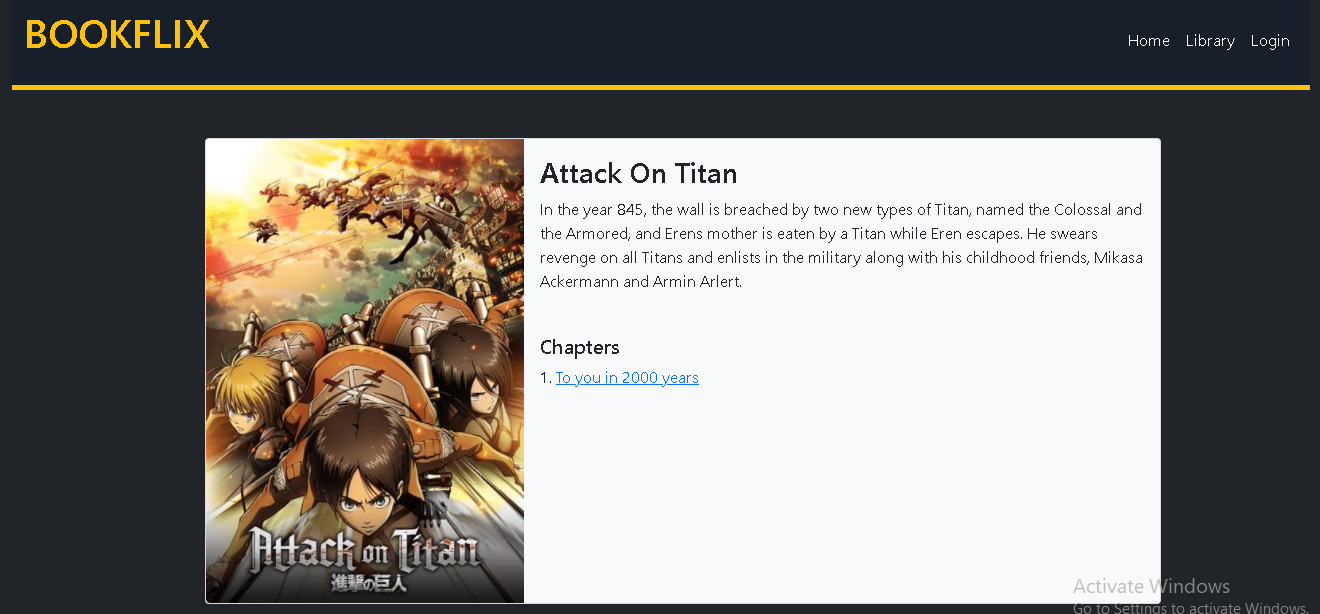 BOOKFLIX
Home Library Login
Attack On Titan
In the year 845, the wall is breached by two new types of Titan, named the Colossal and
the Armored, and Erens mother is eaten by a Titan while Eren escapes. He swears
revenge on all Titans and enlists in the military along with his childhood friends, Mikasa
Ackermann and Armin Arlert.
Chapters
1. To you in 2000 years
Attack on Titan
進撃の巨人
Activate Windows
Go to Settings to activate Windows.